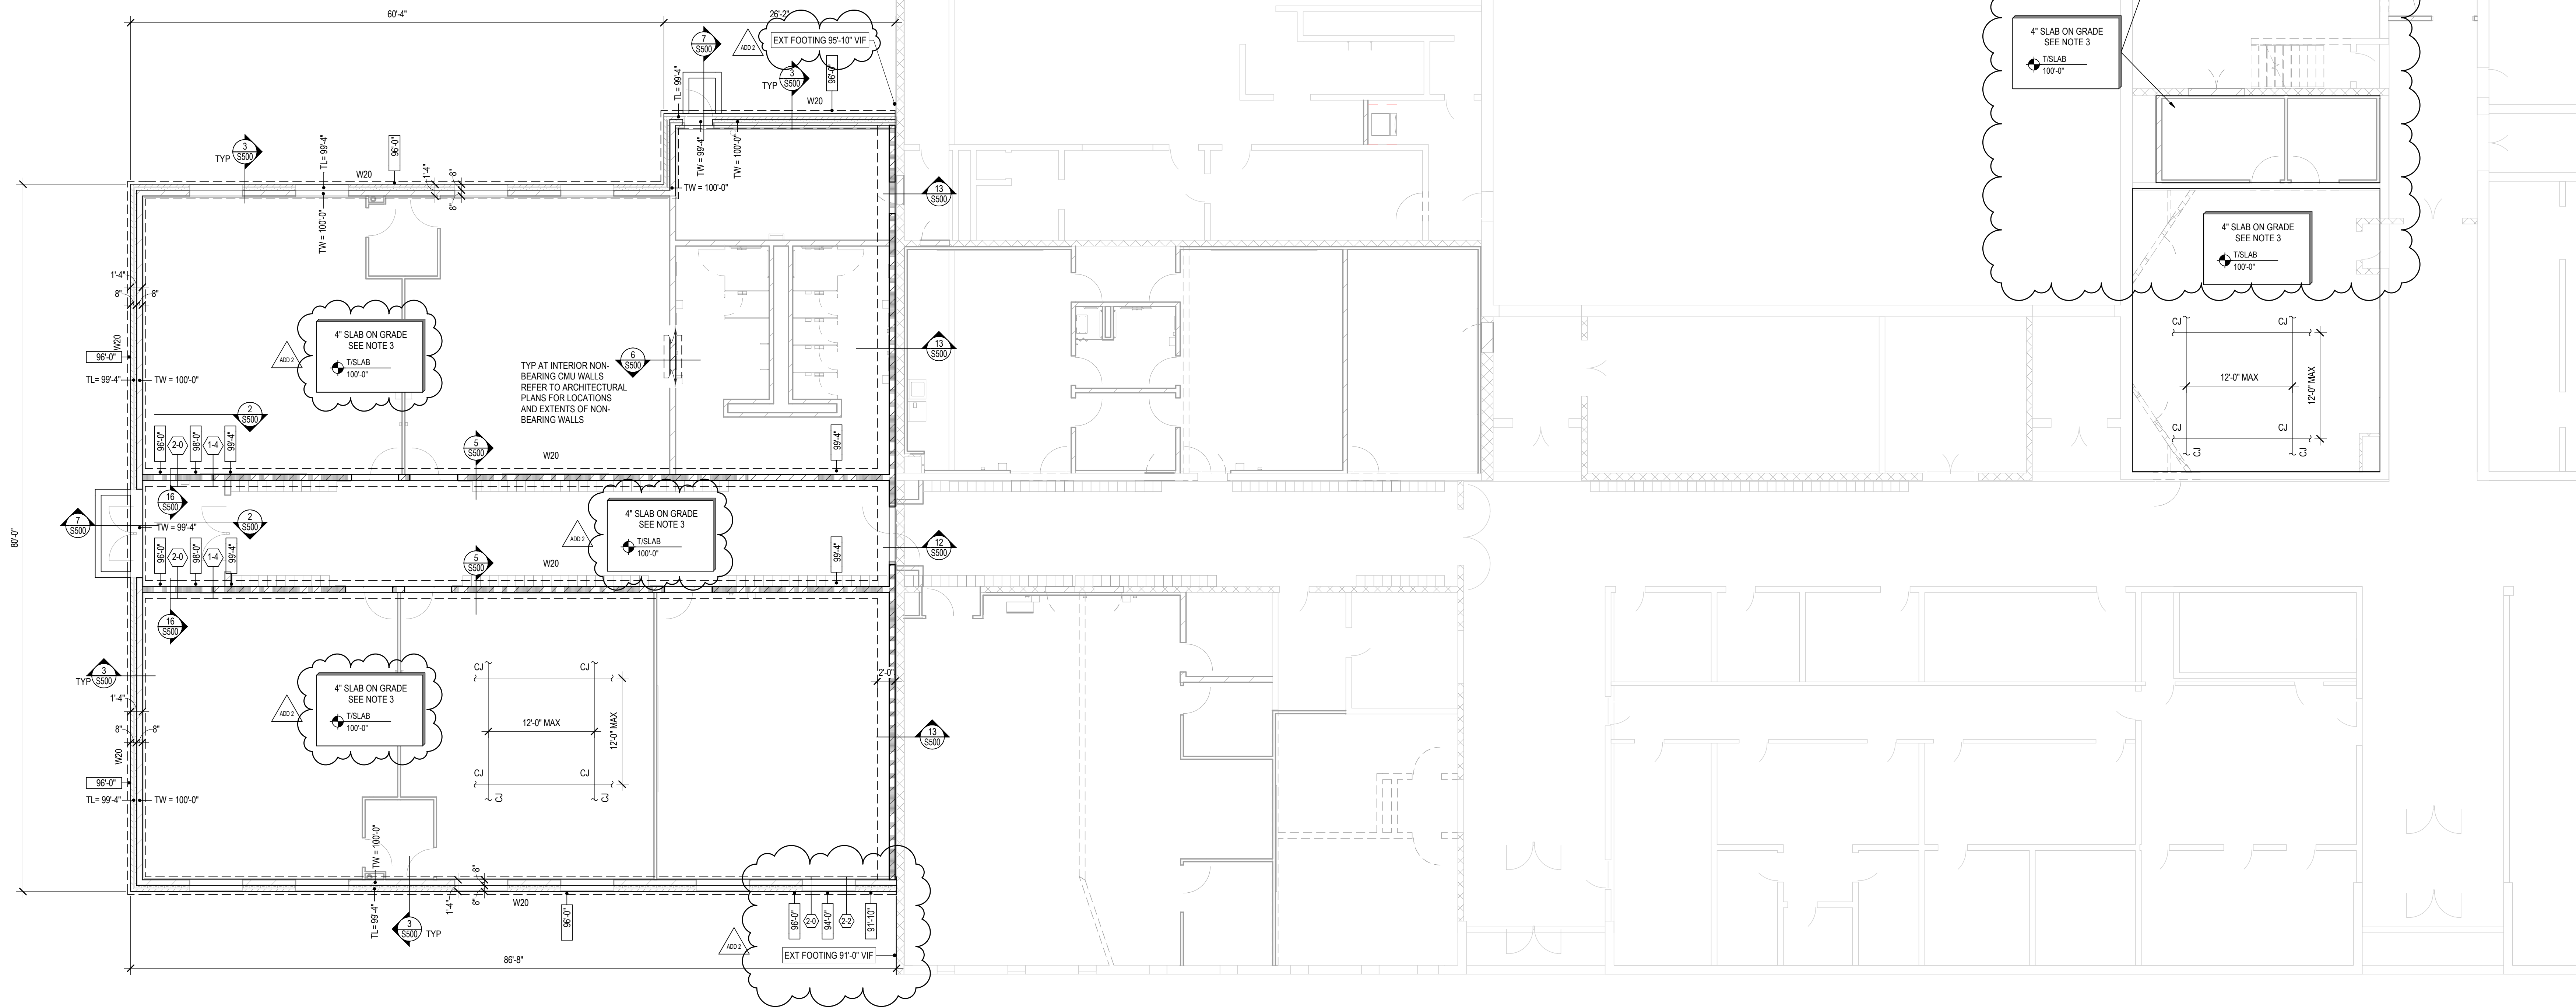 60'-4"
26'-2"
7
S500
ADD 2
EXT FOOTING 95'-10" VIF
TYP
3
S500
96'-0"
W20
TL= 99'-4"
TW = 99'-4"
TW = 100'-0"
TW = 100'-0"
TYP
3
S500
TL= 99'-4"
96'-0"
W20
1'-4"
8"
8"
TW = 100'-0"
13
S500
80'-0"
1'-4"
8"
8"
W20
96'-0"
TL= 99'-4"
TW = 100'-0"
ADD 2
4" SLAB ON GRADE
SEE NOTE 3
T/SLAB
100'-0"
TYP AT INTERIOR NON-
BEARING CMU WALLS
REFER TO ARCHITECTURAL
PLANS FOR LOCATIONS
AND EXTENTS OF NON-
BEARING WALLS
6
S500
13
S500
2
S500
96'-0"
2-0
98'-0"
1-4
99'-4"
5
S500
W20
99'-4"
16
S500
7
S500
TW = 99'-4"
2
S500
96'-0"
2-0
98'-0"
1-4
99'-4"
5
S500
W20
ADD 2
4" SLAB ON GRADE
SEE NOTE 3
T/SLAB
100'-0"
99'-4"
12
S500
16
S500
TYP
3
S500
1'-4"
8"
8"
W20
96'-0"
TL= 99'-4"
TW = 100'-0"
ADD 2
4" SLAB ON GRADE
SEE NOTE 3
T/SLAB
100'-0"
CJ
CJ
12'-0" MAX
12'-0" MAX
CJ
CJ
CJ
CJ
2'-0"
13
S500
TW = 100'-0"
TL= 99'-4"
3
S500
TYP
1'-4"
8"
8"
W20
96'-0"
96'-0"
2-0
94'-0"
2-2
91'-10"
ADD 2
EXT FOOTING 91'-0" VIF
86'-8"
4" SLAB ON GRADE
SEE NOTE 3
T/SLAB
100'-0"
4" SLAB ON GRADE
SEE NOTE 3
T/SLAB
100'-0"
CJ
CJ
12'-0" MAX
12'-0" MAX
CJ
CJ
CJ
CJ